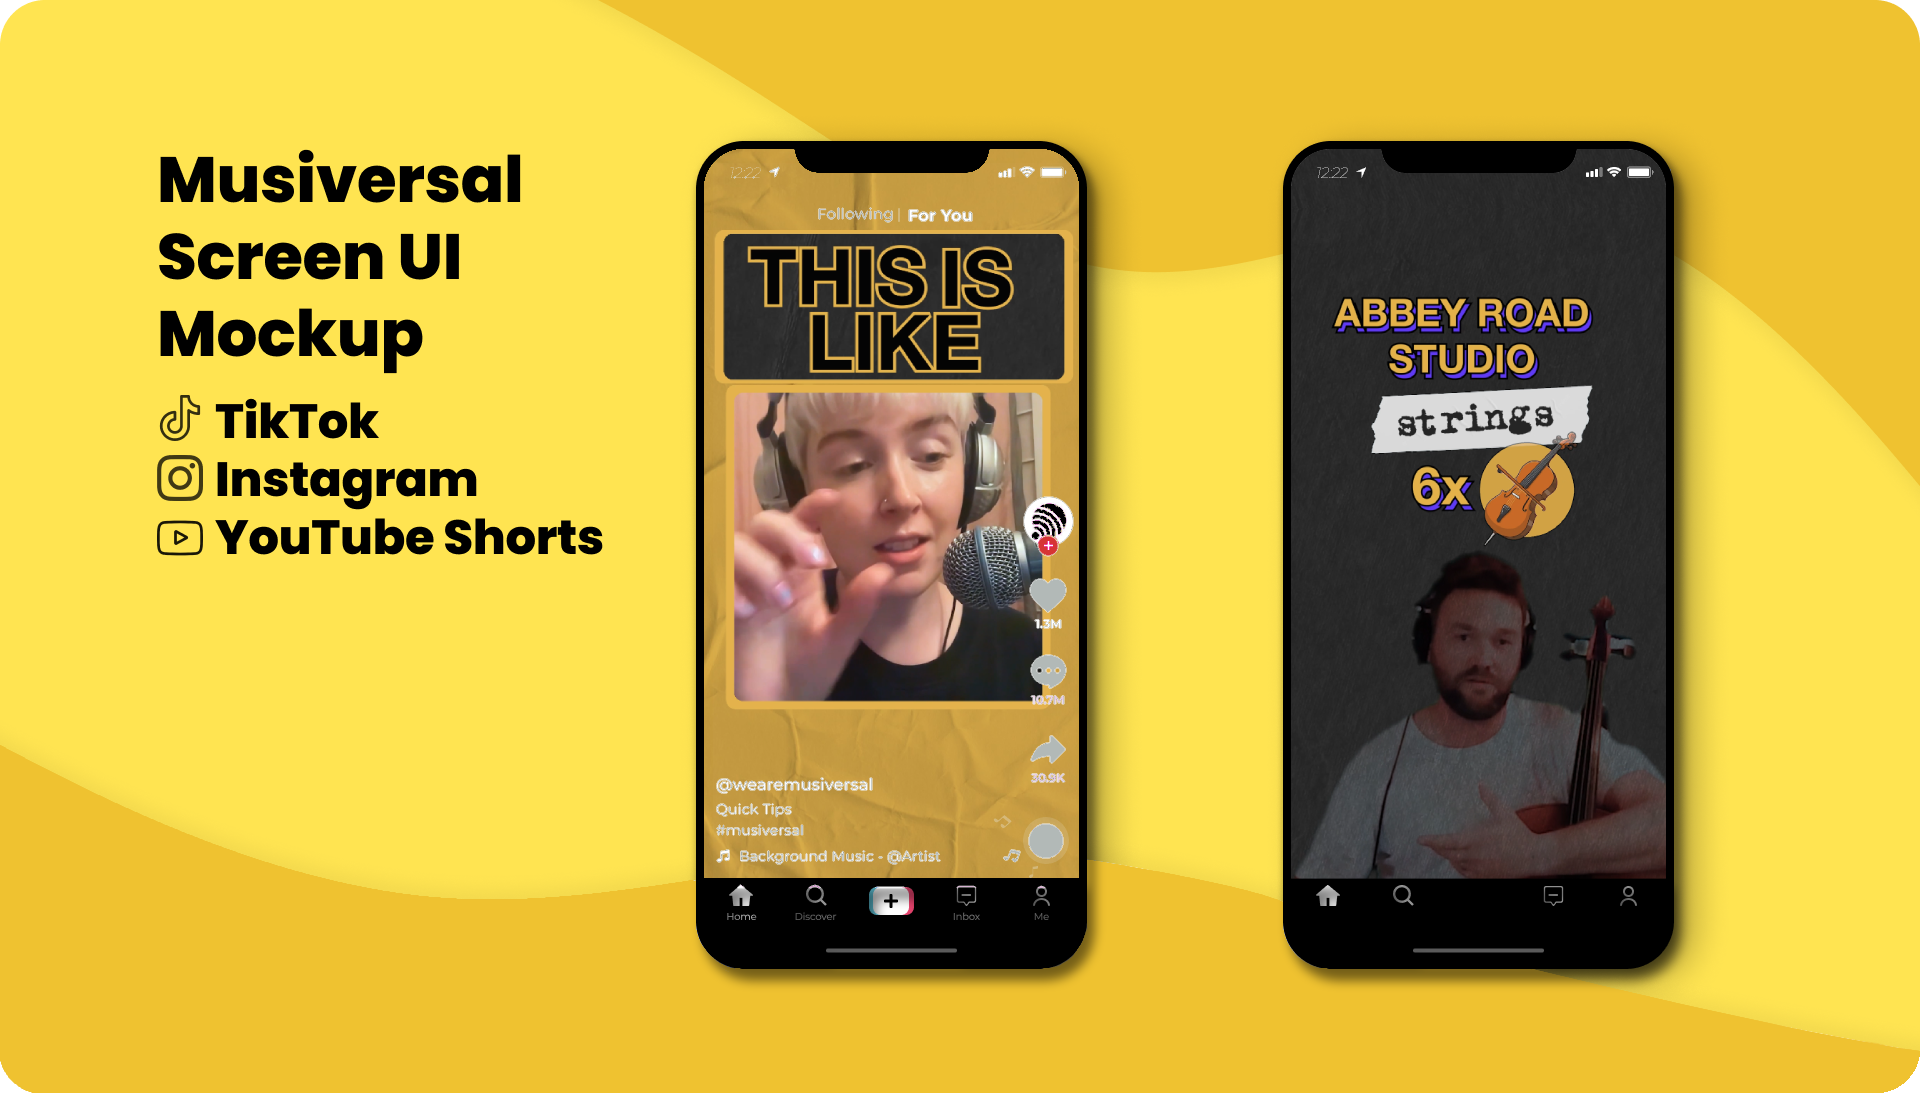 Musiversal
Screen UI
Mockup
TikTok
Instagram
YouTube Shorts
12:22
Following | For You
THIS IS
LIKE
1.3M
10.7M
30.9K
@wearemusiversal
Quick Tips
#musiversal
Background Music - @Artist
Home
Discover
Inbox
Me
12:22
ABBEY ROAD
STUDIO
strings
6x